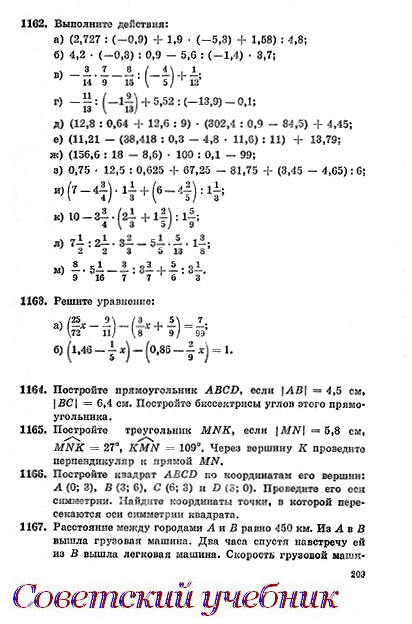 1162. Выполните действия:
а) (2,727 : (−0,9) + 1,9 · (−5,3) + 1,58) : 4,8;
б) 4,2 · (−0,3) : 0,9 − 5,6 : (−1,4) · 3,7;
в) − 3/14 · 7/9 − 6/15 : (− 4/5) + 1/12;
г) − 11/13 : (−1 9/13) + 5,52 : (−13,9) − 0,1;
д) (12,8 : 0,64 + 12,6 : 9) · (302,4 : 0,9 − 84,5) + 4,45;
е) (11,21 − (38,418 : 0,3 − 4,8 · 11,6) : 11) + 13,79;
ж) (156,6 : 18 − 8,6) · 100 : 0,1 − 99;
з) 0,75 · 12,5 : 0,625 + 67,25 − 81,75 + (3,45 − 4,65) : 6;
и) (7 − 4 3/4) · 1 1/3 + (6 − 4 2/5) : 1 1/3;
к) 10 − 3 3/4 · (2 1/3 + 1 2/5) : 1 5/9;
л) 7 1/2 : 2 1/2 · 3 2/3 − 5 1/5 · 5/13 · 1 3/8;
м) 8/9 · 5 1/16 − 3/7 : 3 3/7 + 5/6 : 3 1/3.
1163. Решите уравнение:
а) (25/72 x − 9/11) − (3/8 x + 5/9) = 7/99;
б) (1,46 − 1/5 x) − (0,86 − 2/9 x) = 1.
1164. Постройте прямоугольник ABCD, если |AB| = 4,5 см,
|BC| = 6,4 см. Постройте биссектрисы углов этого прямо-
угольника.
1165. Постройте треугольник MNK, если |MN| = 5,8 см,
MNK = 27°, KMN = 109°. Через вершину K проведите
перпендикуляр к прямой MN.
1166. Постройте квадрат ABCD по координатам его вершин:
A (0; 3), B (3; 6), C (6; 3) и D (3; 0). Проведите его оси
симметрии. Найдите координаты точки, в которой пере-
секаются оси симметрии квадрата.
1167. Расстояние между городами A и B равно 450 км. Из A в B
вышла грузовая машина. Два часа спустя навстречу ей
из B вышла легковая машина. Скорость грузовой маши-
203
Советский учебник